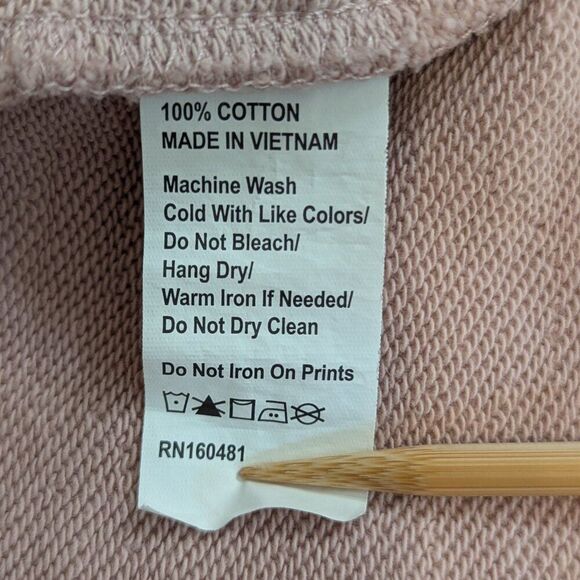 100% COTTON
MADE IN VIETNAM
Machine Wash
Cold With Like Colors/
Do Not Bleach/
Hang Dry/
Warm Iron If Needed/
Do Not Dry Clean
Do Not Iron On Prints
RN160481